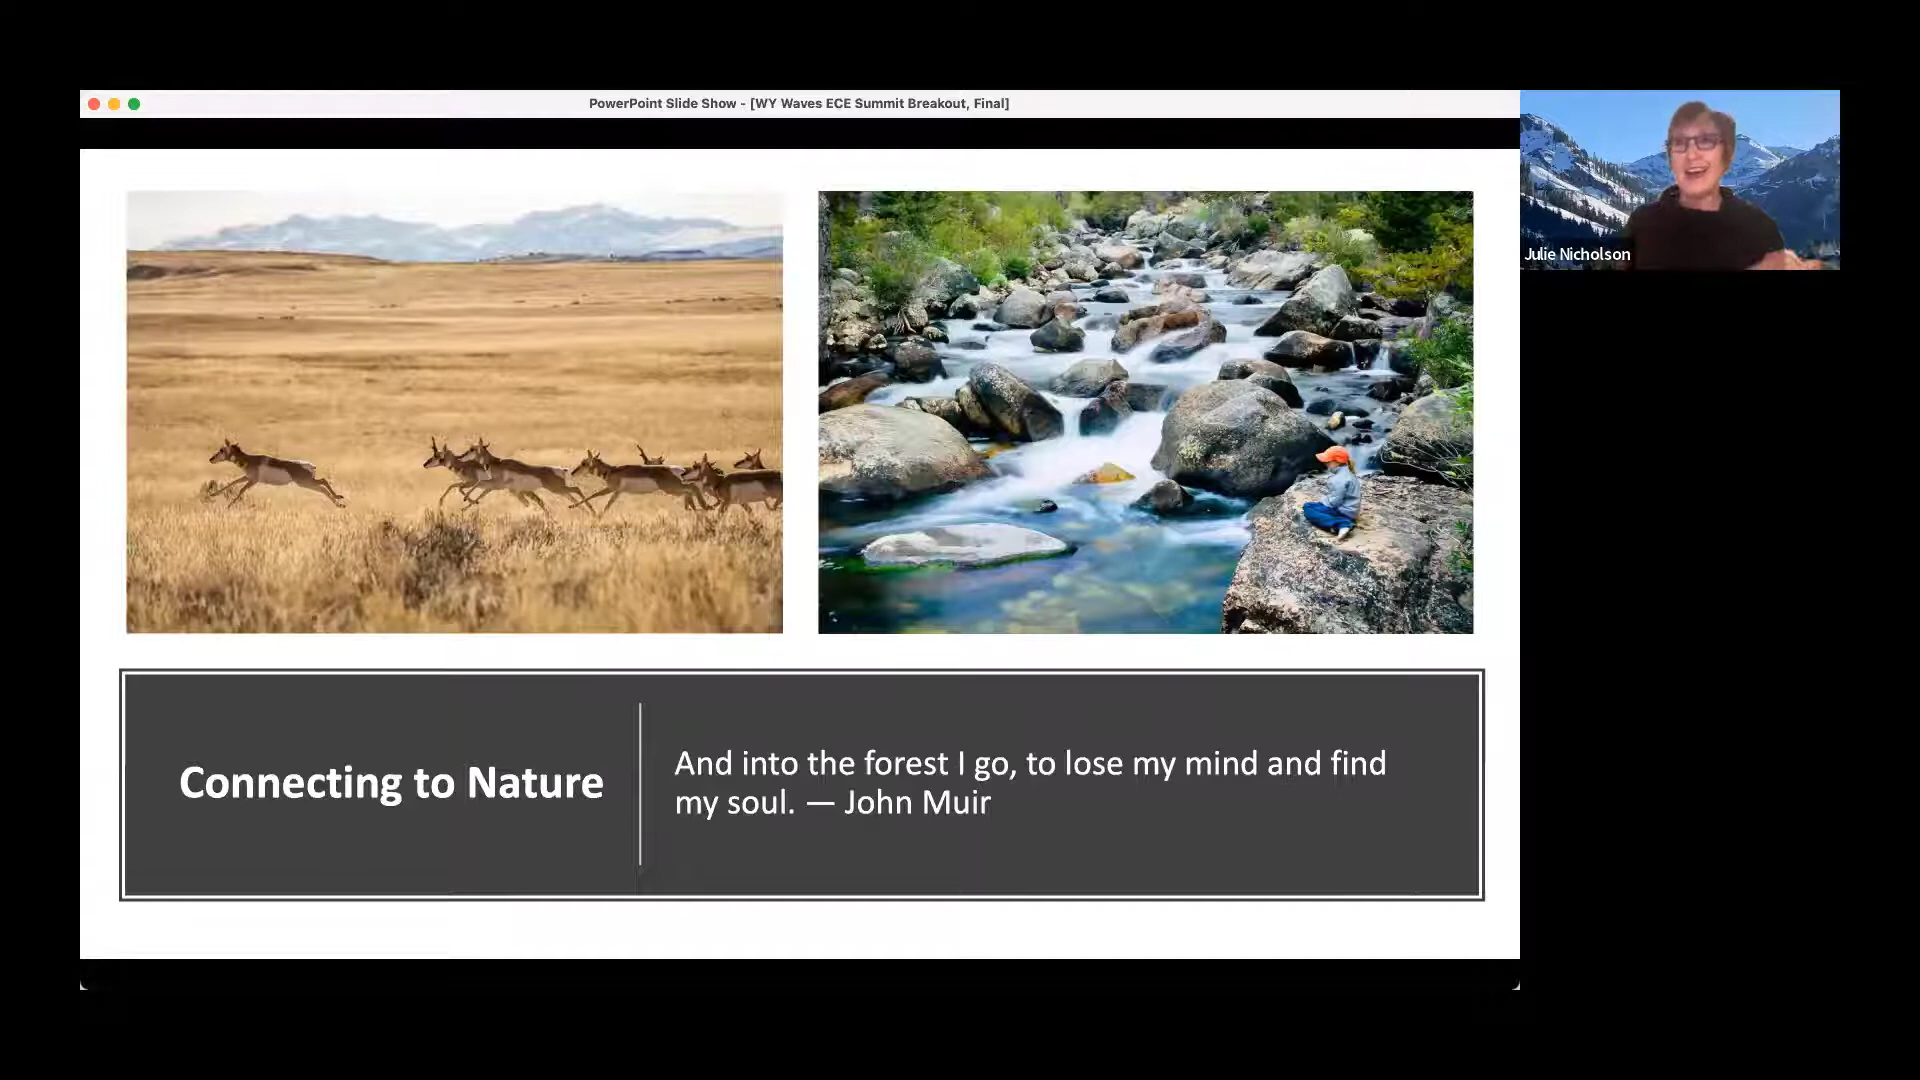 PowerPoint Slide Show - [WY Waves ECE Summit Breakout, Final]
Julie Nicholson
Connecting to Nature
And into the forest I go, to lose my mind and find
my soul. — John Muir